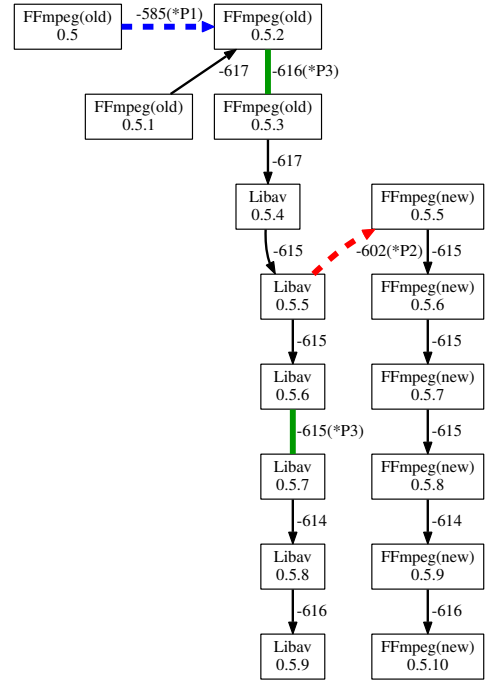 FFmpeg(old)
0.5
-585(*P1)
FFmpeg(old)
0.5.2
-617
-616(*P3)
FFmpeg(old)
0.5.1
FFmpeg(old)
0.5.3
-617
Libav
0.5.4
FFmpeg(new)
0.5.5
-615
-602(*P2)
-615
Libav
0.5.5
FFmpeg(new)
0.5.6
-615
-615
Libav
0.5.6
FFmpeg(new)
0.5.7
-615(*P3)
-615
Libav
0.5.7
FFmpeg(new)
0.5.8
-614
-614
Libav
0.5.8
FFmpeg(new)
0.5.9
-616
-616
Libav
0.5.9
FFmpeg(new)
0.5.10